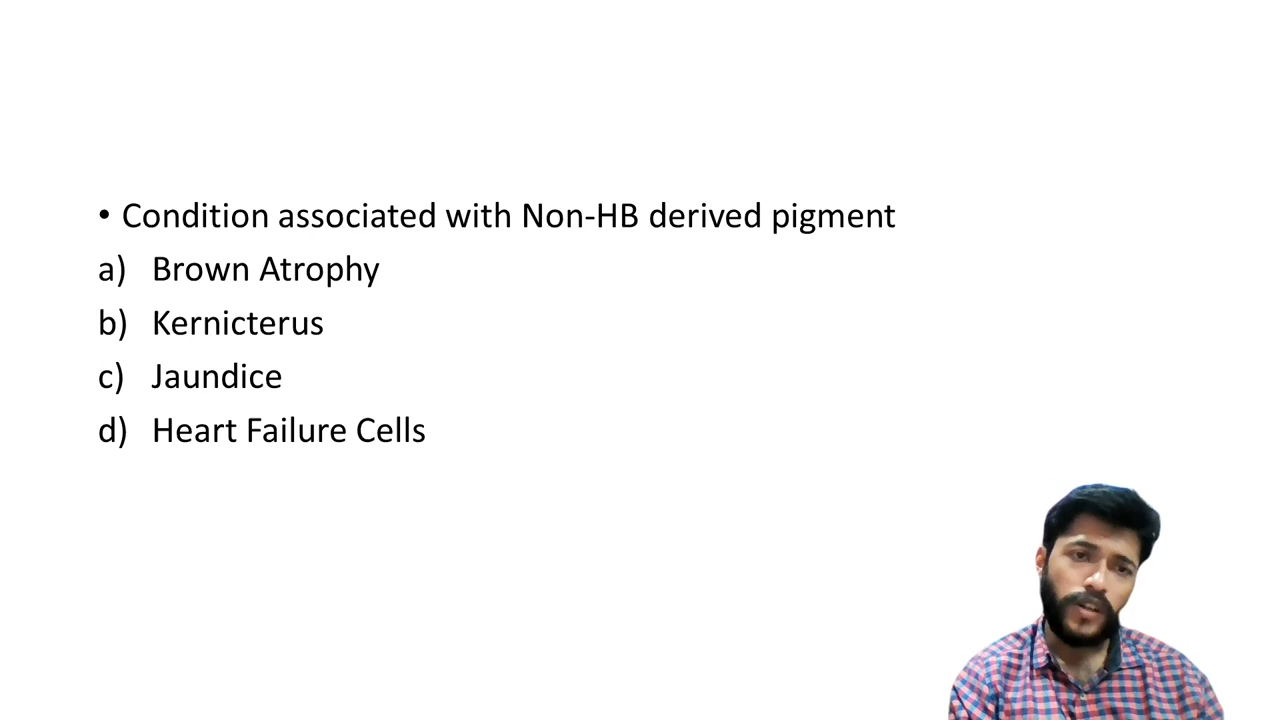 • Condition associated with Non-HB derived pigment
a) Brown Atrophy
b) Kernicterus
c) Jaundice
d) Heart Failure Cells